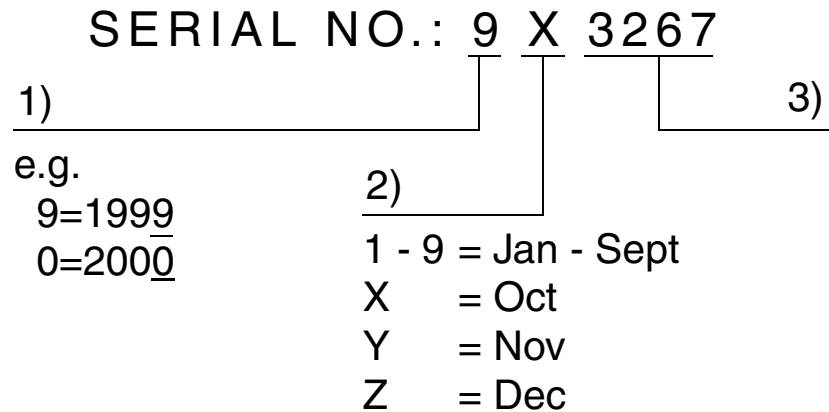 SERIAL NO.: 9 X 3267
1)
3)
e.g.
9=1999
0=2000
2)
1 - 9 = Jan - Sept
X = Oct
Y = Nov
Z = Dec